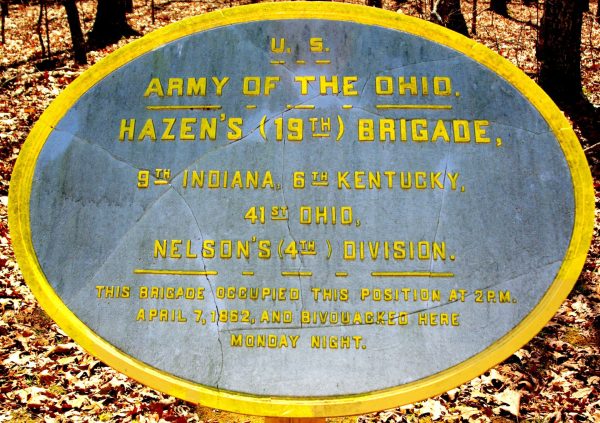 U. S.
ARMY OF THE OHIO.
HAZEN'S (19TH) BRIGADE,
9TH INDIANA, 6TH KENTUCKY,
41ST OHIO,
NELSON'S (4TH ) DIVISION.
THIS BRIGADE OCCUPIED THIS POSITION AT 2 P.M.
APRIL 7, 1862, AND BIVOUACKED HERE
MONDAY NIGHT.